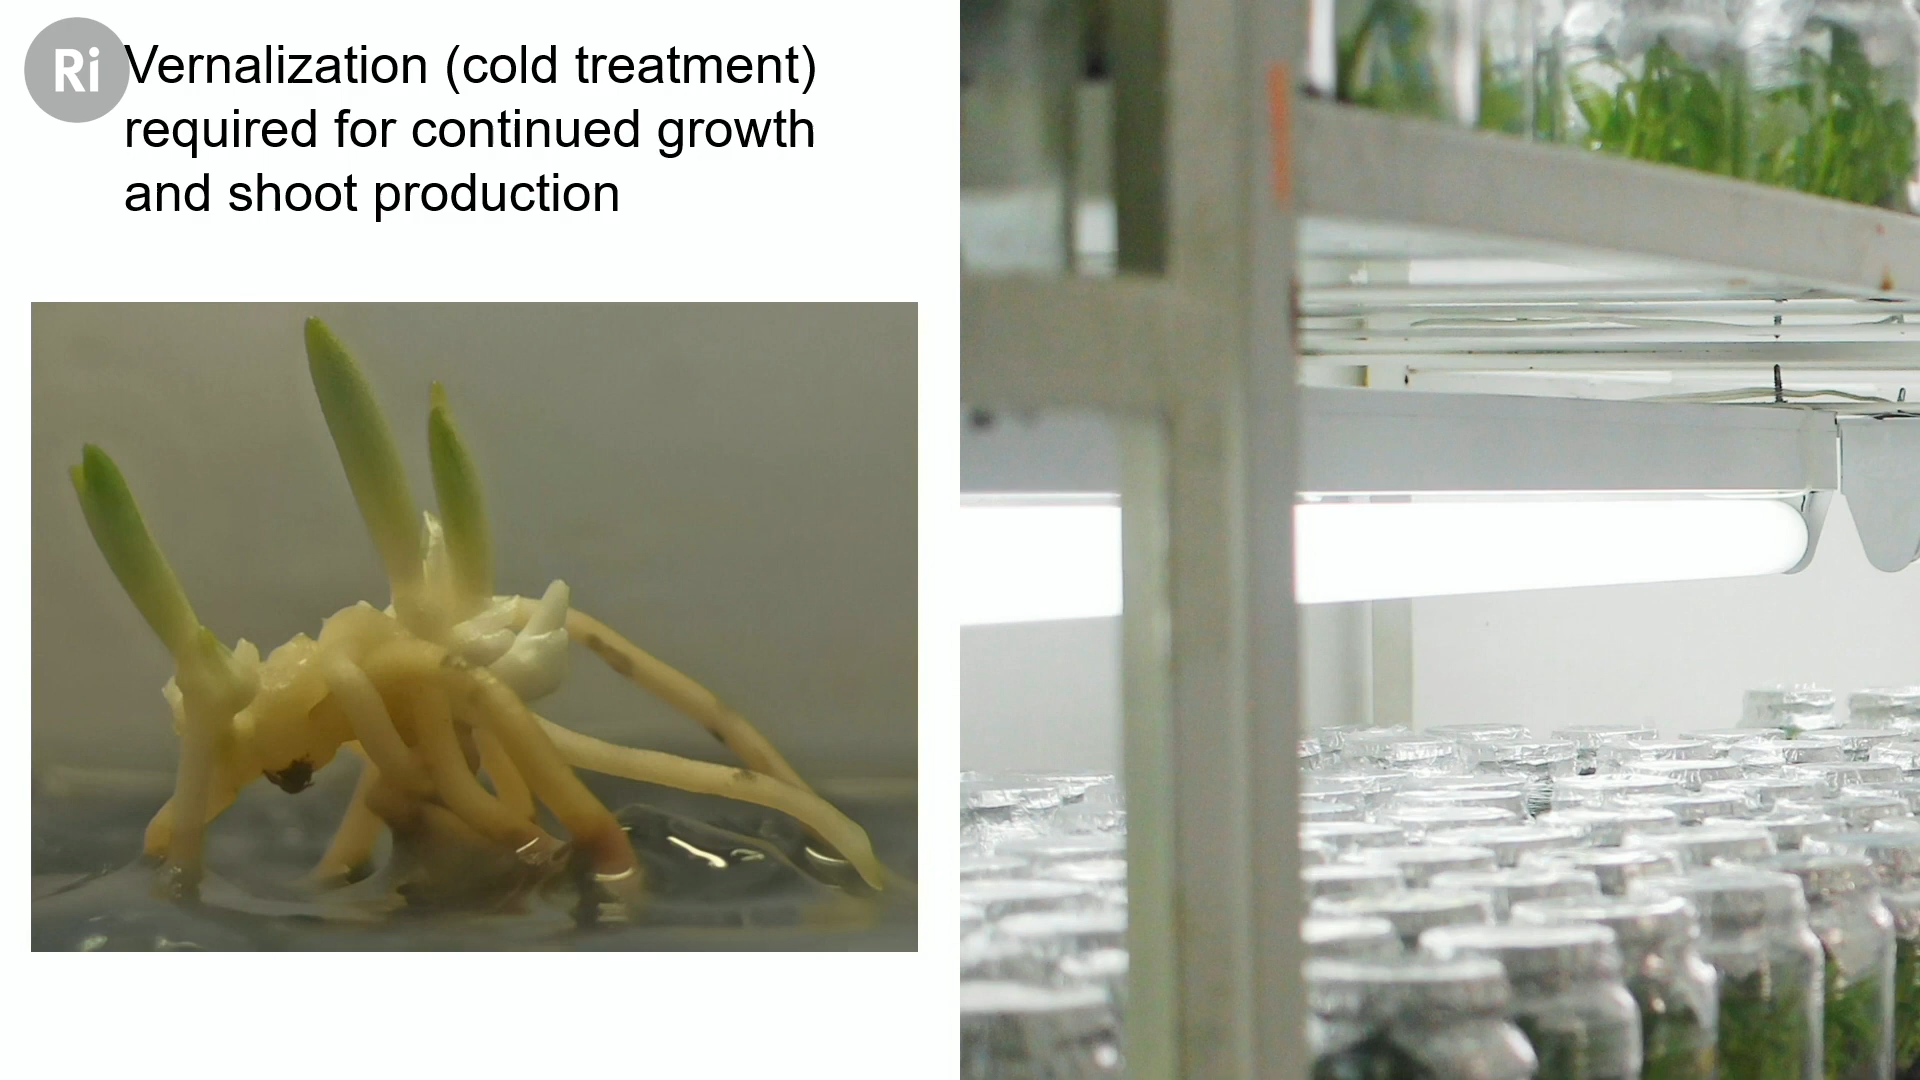 Ri
Vernalization (cold treatment)
required for continued growth
and shoot production